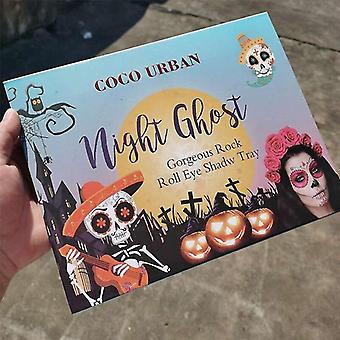 COCO URBAN
Night Ghost
Gorgeous Rock
Roll Eye Shadw Tray